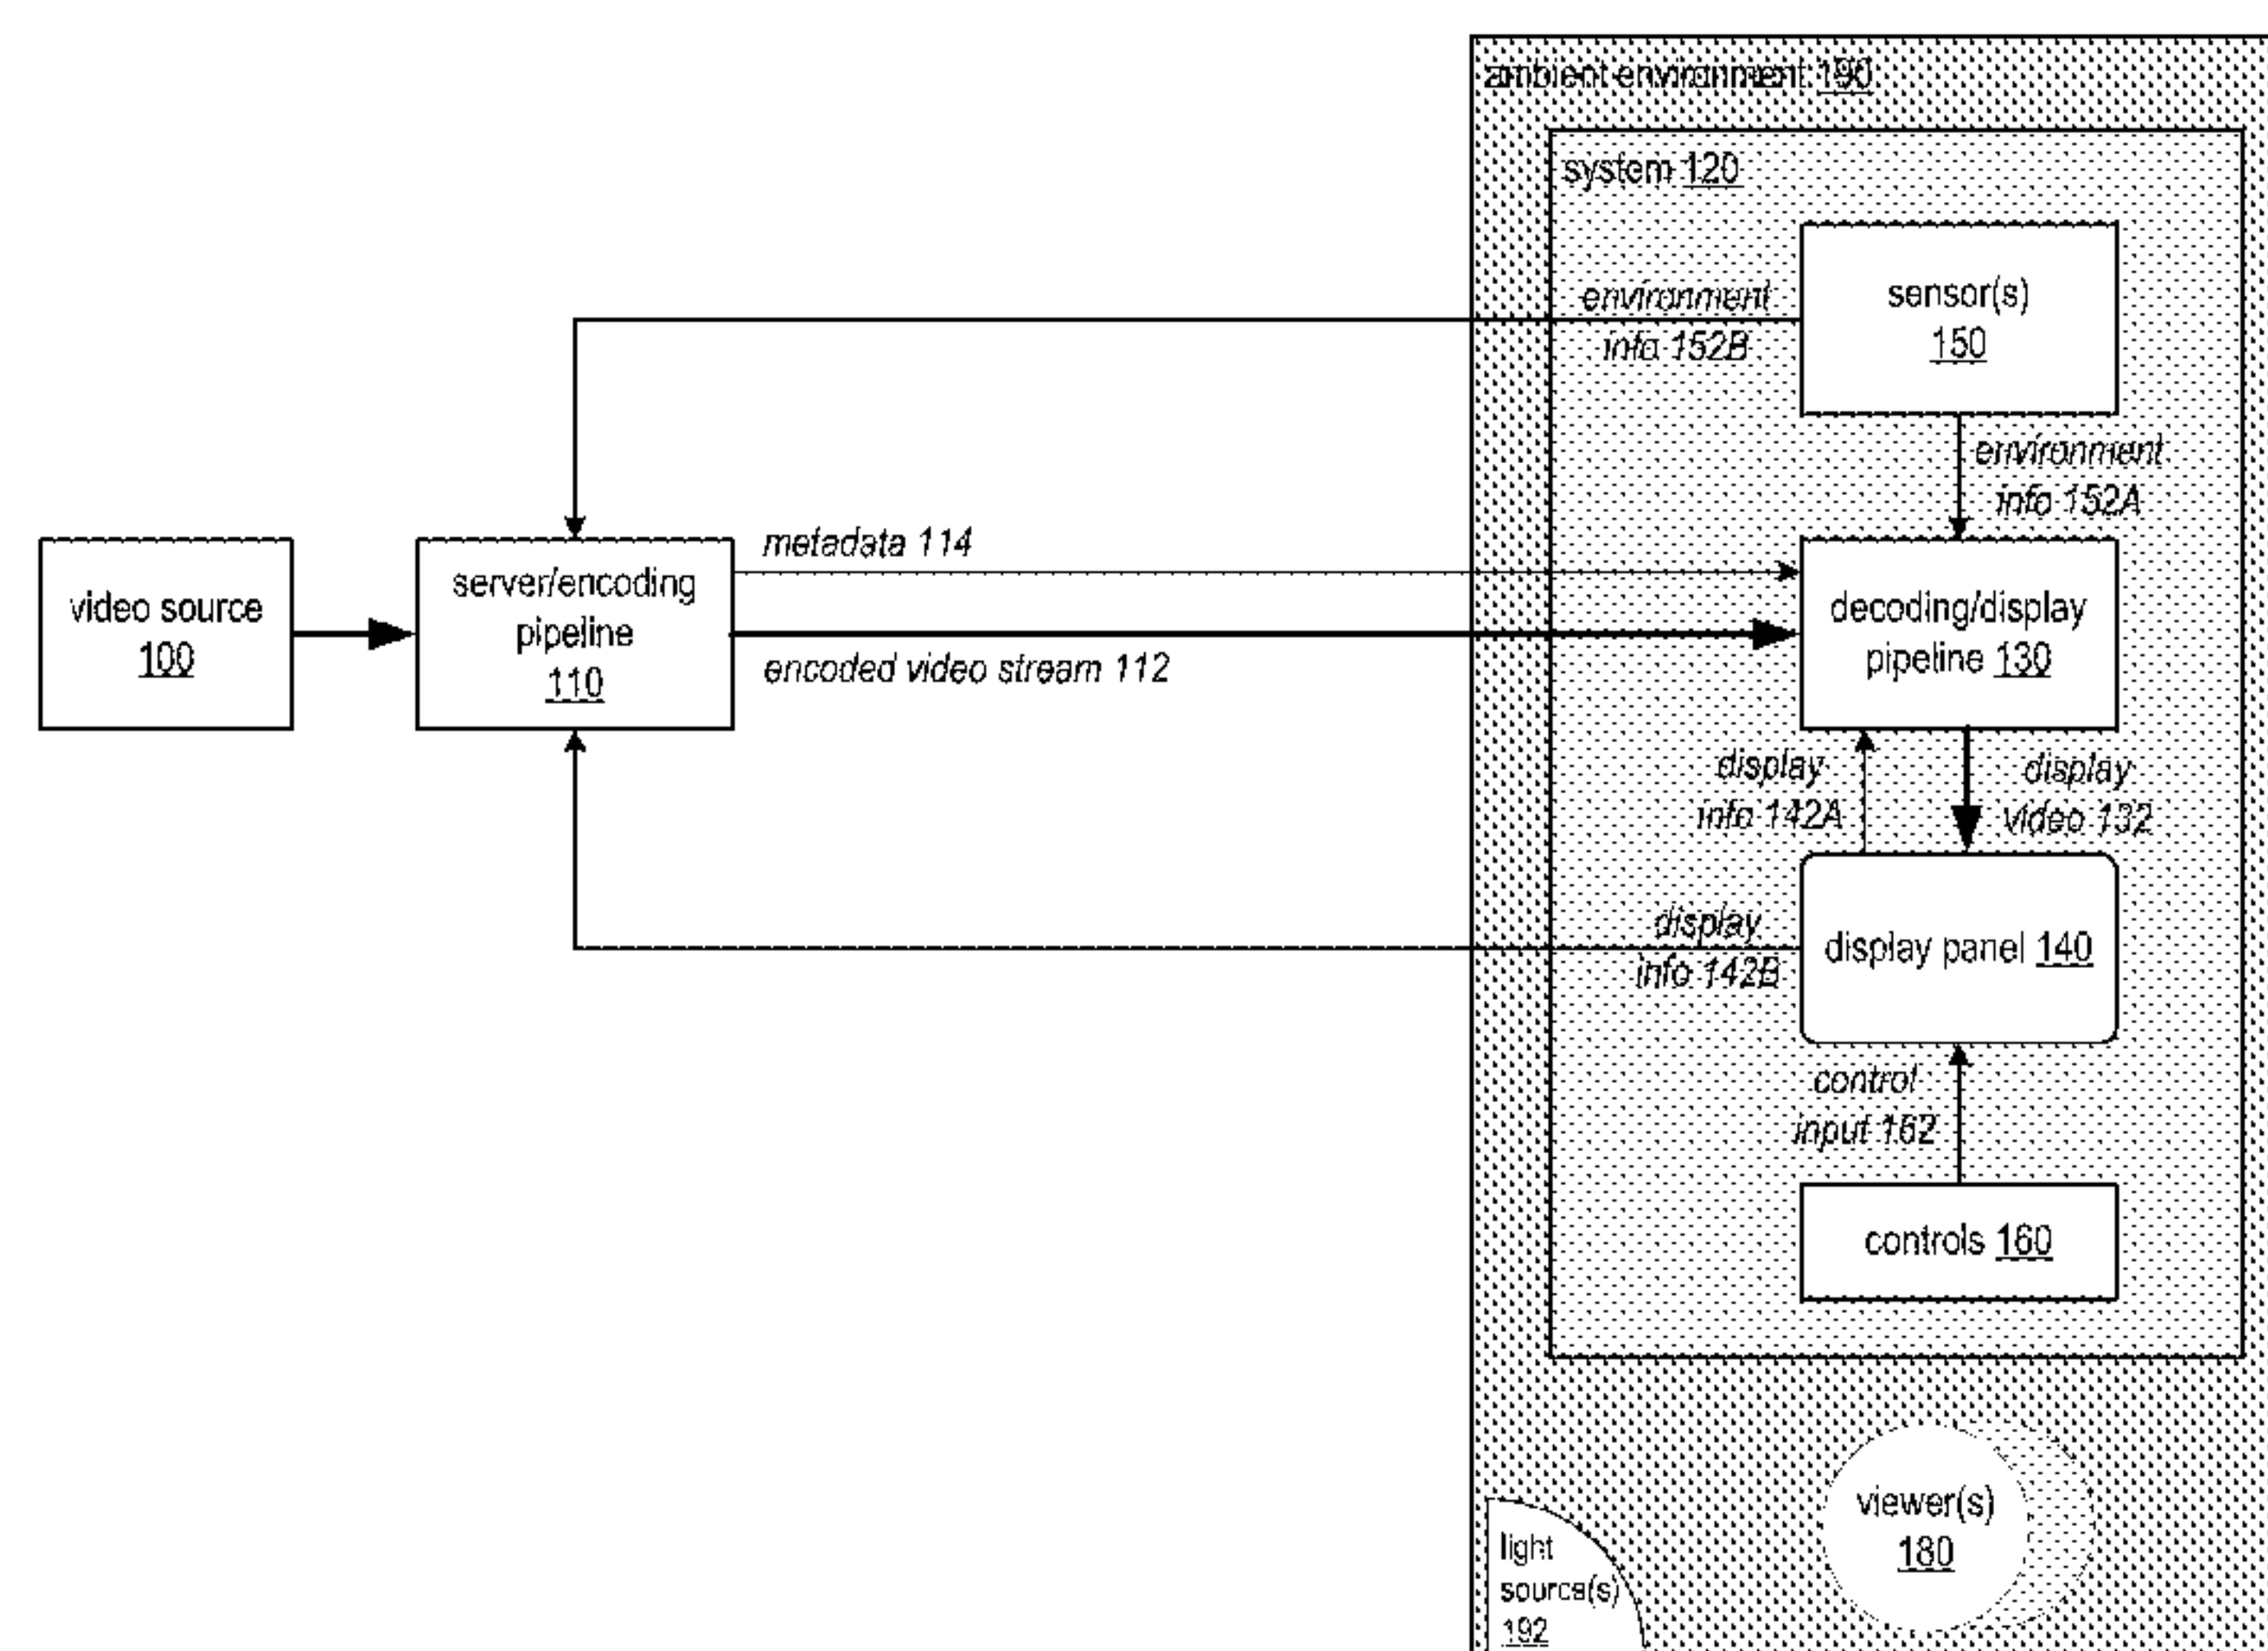 ambient environment 190
system 120
sensor(s)
150
environment
info 152B
environment
info 152A
video source
100
server/encoding
pipeline
110
metadata 114
encoded video stream 112
decoding/display
pipeline 130
display
info 142A
display
video 132
display
info 142B
display panel 140
control
input 162
controls 160
viewer(s)
180
light
source(s)
192